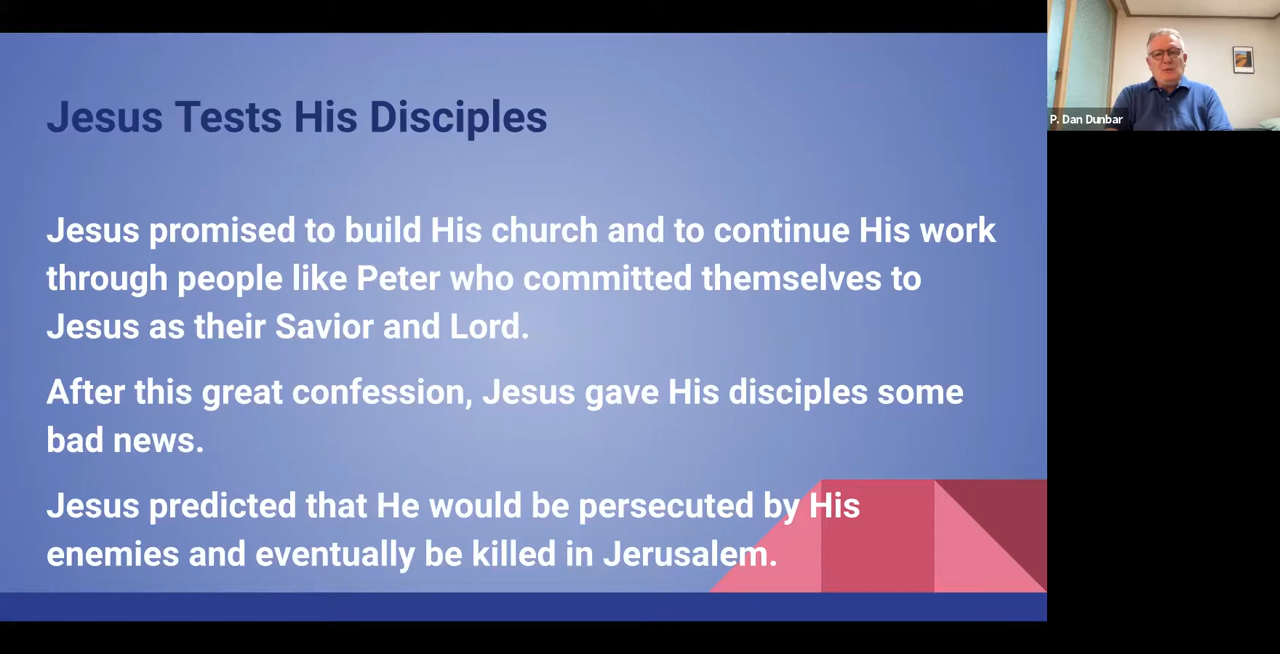 Jesus Tests His Disciples
Jesus promised to build His church and to continue His work
through people like Peter who committed themselves to
Jesus as their Savior and Lord.
After this great confession, Jesus gave His disciples some
bad news.
Jesus predicted that He would be persecuted by His
enemies and eventually be killed in Jerusalem.
P. Dan Dunbar